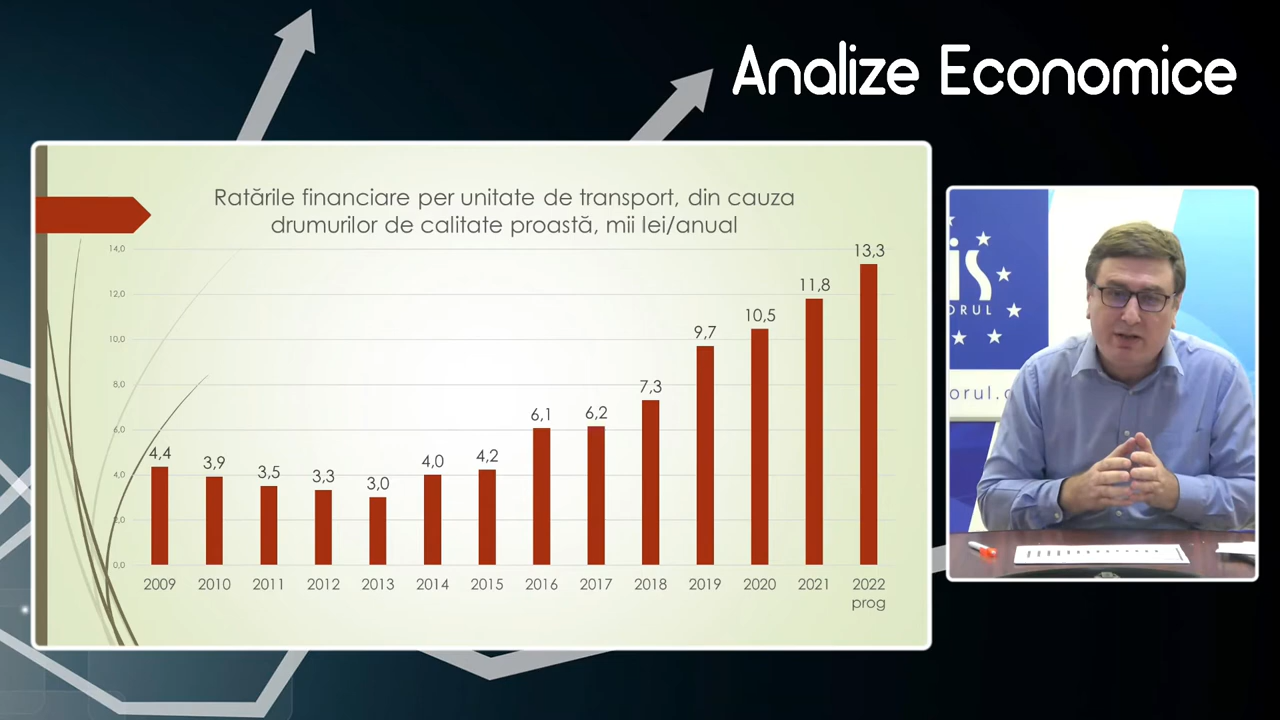 Analize Economice
Ratările financiare per unitate de transport, din cauza
drumurilor de calitate proastă, mii lei/anual
14,0
12,0
10,0
8,0
6,0
4,0
2,0
0,0
4,4
3,9
3,5
3,3
3,0
4,0
4,2
6,1
6,2
7,3
9,7
10,5
11,8
13,3
2009 2010 2011 2012 2013 2014 2015 2016 2017 2018 2019 2020 2021 2022
prog
is
ORUL
orul.